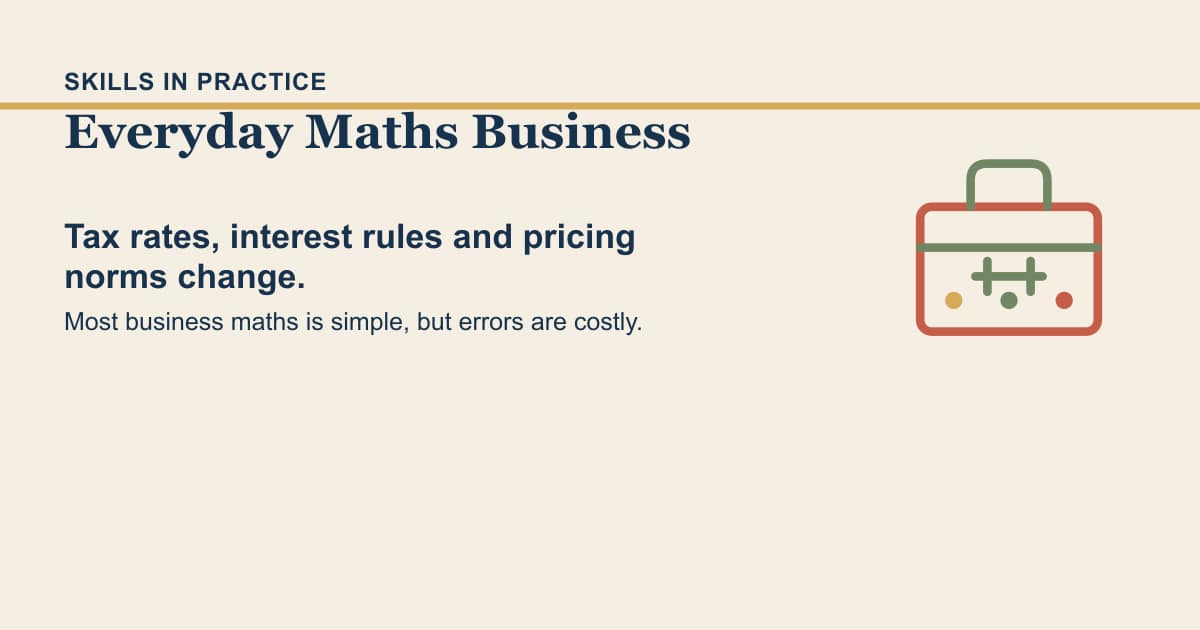 SKILLS IN PRACTICE
Everyday Maths Business
Tax rates, interest rules and pricing
norms change.
Most business maths is simple, but errors are costly.